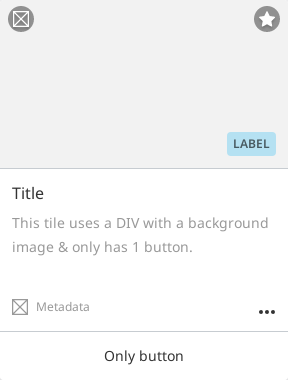 LABEL
Title
This tile uses a DIV with a background
image & only has 1 button.
Metadata
Only button